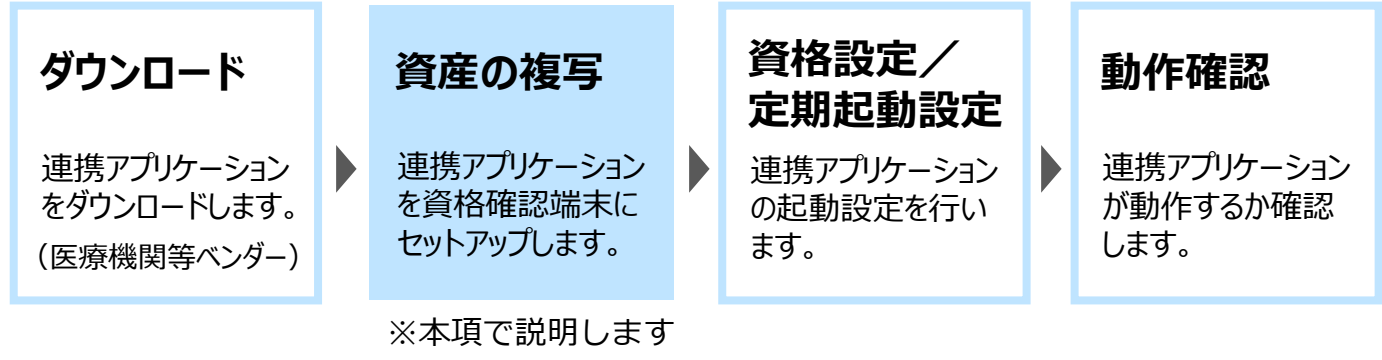 ダウンロード
連携アプリケーション
をダウンロードします。
（医療機関等ベンダー）
資産の複写
連携アプリケーション
を資格確認端末に
セットアップします。
※本項で説明します
資格設定／
定期起動設定
連携アプリケーション
の起動設定を行い
ます。
動作確認
連携アプリケーション
が動作するか確認
します。